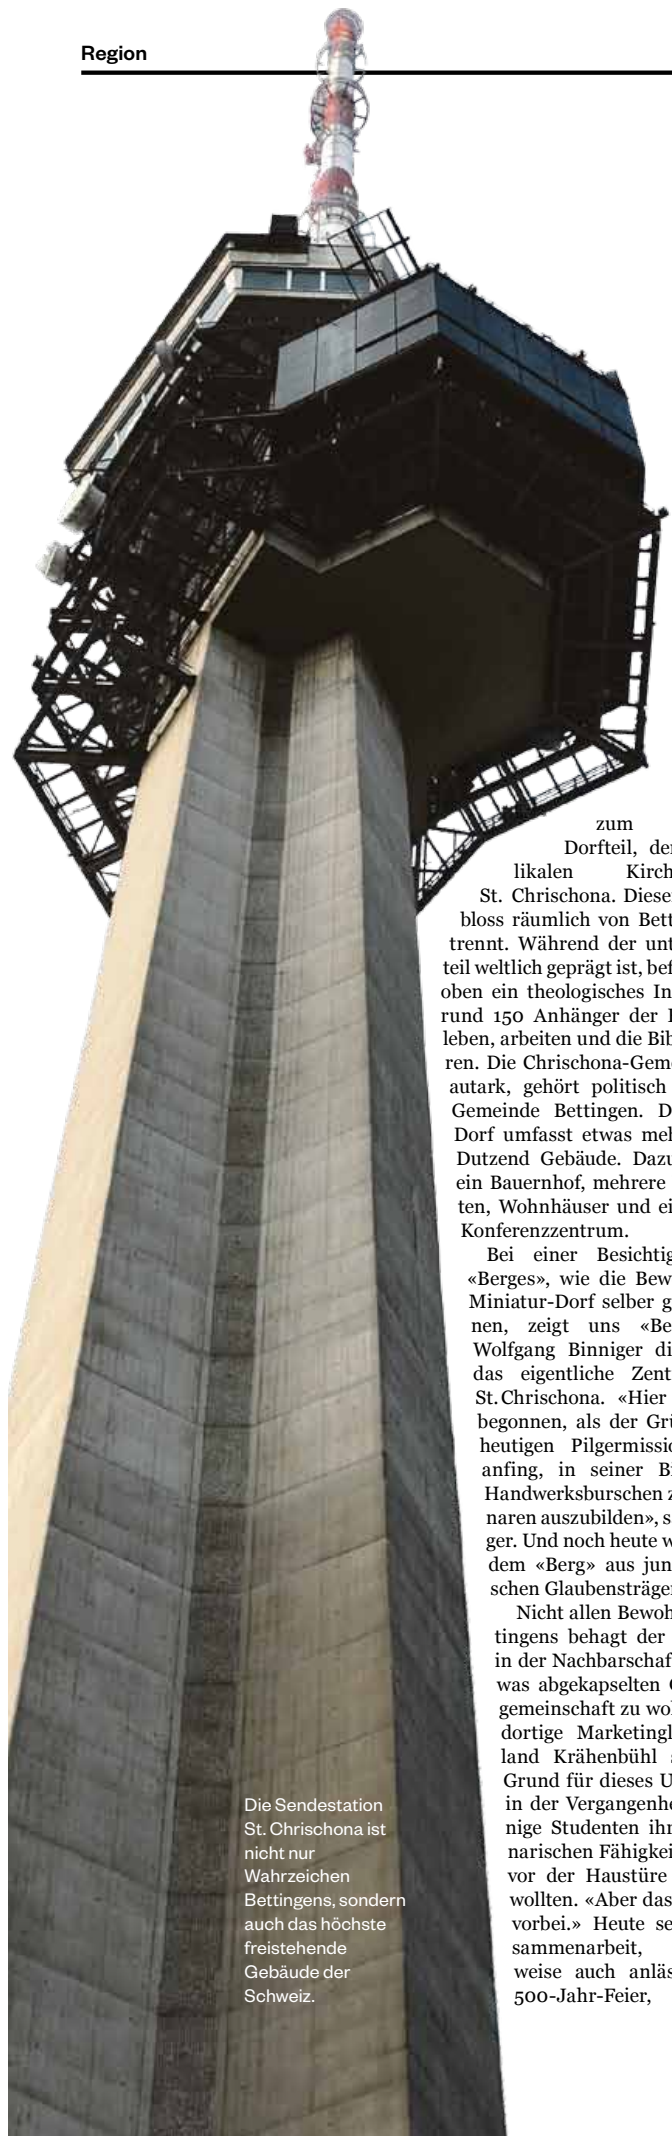 Region
zum
Dorfteil, der
likalen Kirch
St. Chrischona. Diese
bloss räumlich von Bett
trennt. Während der unt
teil weltlich geprägt ist, bef
oben ein theologisches In
rund 150 Anhänger der
leben, arbeiten und die Bib
ren. Die Chrischona-Geme
autark, gehört politisch
Gemeinde Bettingen. D
Dorf umfasst etwas meh
Dutzend Gebäude. Dazu
ein Bauernhof, mehrere
ten, Wohnhäuser und ei
Konferenzzentrum.
Bei einer Besichtig
«Berges», wie die Bew
Miniatur-Dorf selber g
nen, zeigt uns «Be
Wolfgang Binniger di
das eigentliche Zent
St. Chrischona. «Hier
begonnen, als der Grü
heutigen Pilgermissi
anfing, in seiner B
Handwerksburschen z
naren auszubilden», s
ger. Und noch heute w
dem «Berg» aus jun
schen Glaubensträge
Nicht allen Bewoh
tingens behagt der
in der Nachbarschaf
was abgekapselten
gemeinschaft zu wo
dortige Marketingl
land Krähenbühl
Grund für dieses U
in der Vergangenhe
nige Studenten ihr
narischen Fähigkei
vor der Haustüre
wollten. «Aber das
vorbei.» Heute se
sammenarbeit,
weise auch anläs
500-Jahr-Feier,
Die Sendestation
St. Chrischona ist
nicht nur
Wahrzeichen
Bettingens, sondern
auch das höchste
freistehende
Gebäude der
Schweiz.